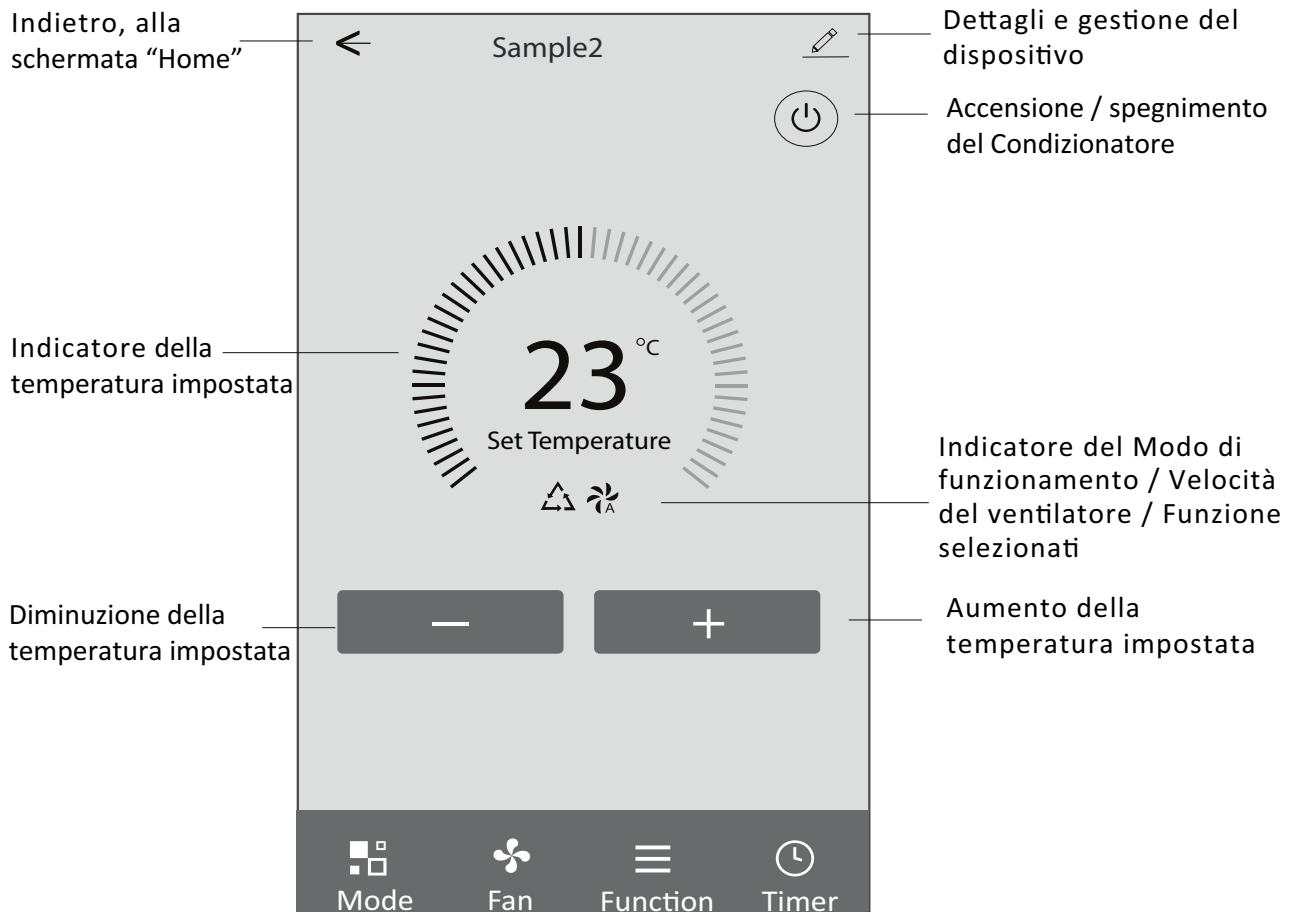 Indietro, alla
schermata “Home”
Sample2
Dettagli e gestione del
dispositivo
Accensione / spegnimento
del Condizionatore
Indicatore della
temperatura impostata
23 °C
Set Temperature
A
Indicatore del Modo di
funzionamento / Velocità
del ventilatore / Funzione
selezionati
Diminuzione della
temperatura impostata
Aumento della
temperatura impostata
Mode Fan Function Timer